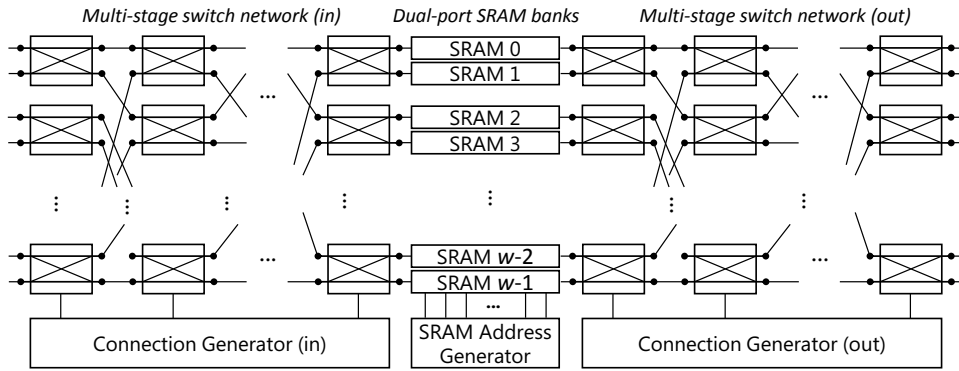 Multi-stage switch network (in)
Dual-port SRAM banks
Multi-stage switch network (out)
SRAM 0
SRAM 1
...
...
SRAM 2
SRAM 3
...
...
...
...
...
...
...
...
...
...
SRAM w-2
SRAM w-1
...
Connection Generator (in)
SRAM Address
Generator
Connection Generator (out)